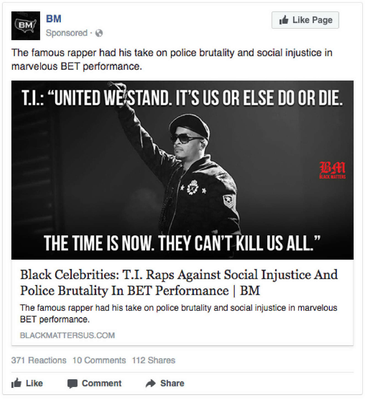 BM
BM
Like Page
Sponsored ·
The famous rapper had his take on police brutality and social injustice in
marvelous BET performance.
T.I.: “UNITED WE STAND. IT’S US OR ELSE DO OR DIE.
BM
BLACK MATTERS
THE TIME IS NOW. THEY CAN’T KILL US ALL.”
Black Celebrities: T.I. Raps Against Social Injustice And
Police Brutality In BET Performance | BM
The famous rapper had his take on police brutality and social injustice in marvelous
BET performance.
BLACKMATTERSUS.COM
371 Reactions 10 Comments 112 Shares
Like Comment Share